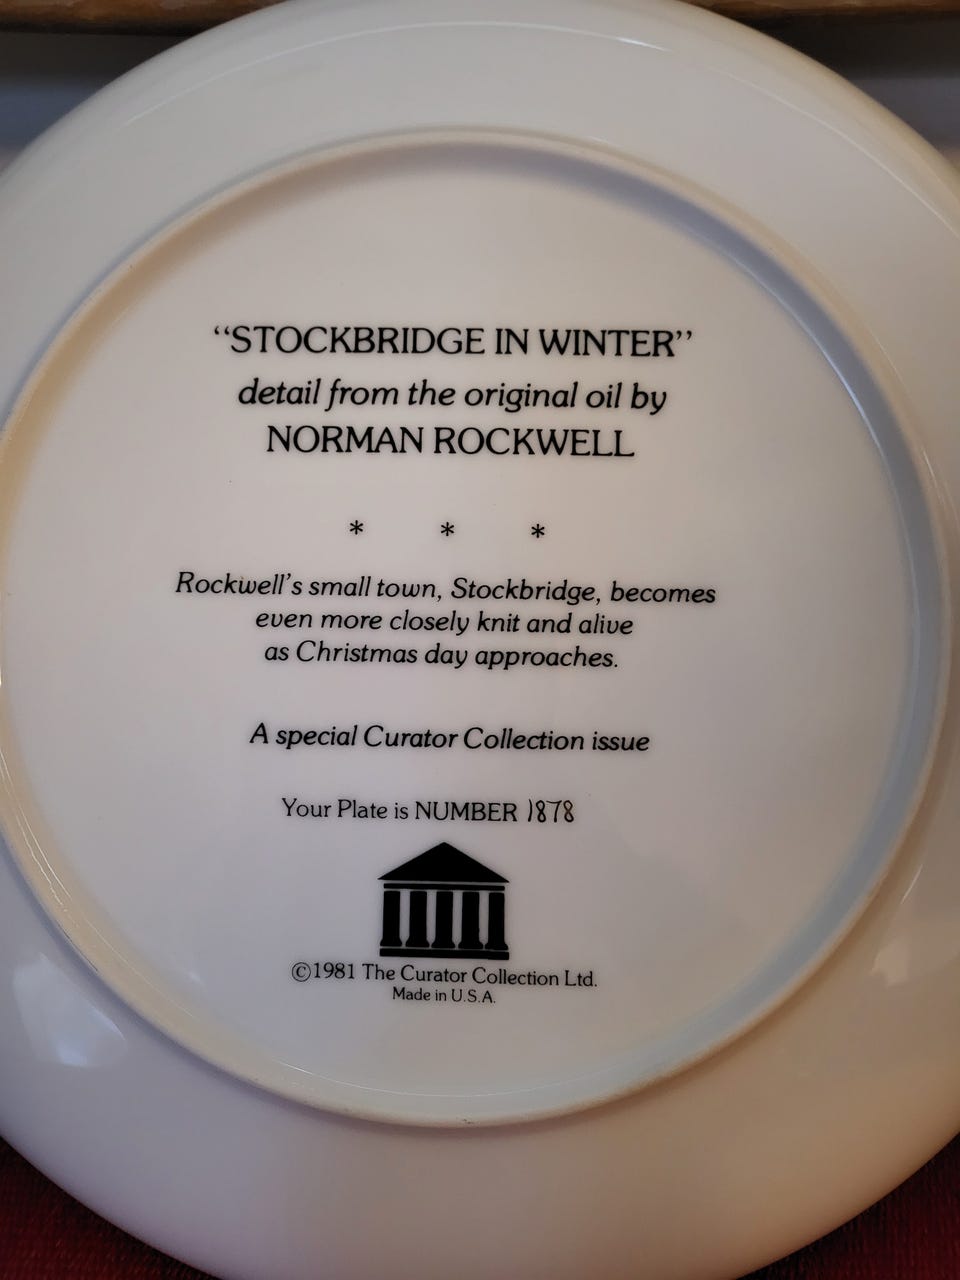 “STOCKBRIDGE IN WINTER”
detail from the original oil by
NORMAN ROCKWELL
* * *
Rockwell’s small town, Stockbridge, becomes
even more closely knit and alive
as Christmas day approaches.
A special Curator Collection issue
Your Plate is NUMBER 1878
©1981 The Curator Collection Ltd.
Made in U.S.A.